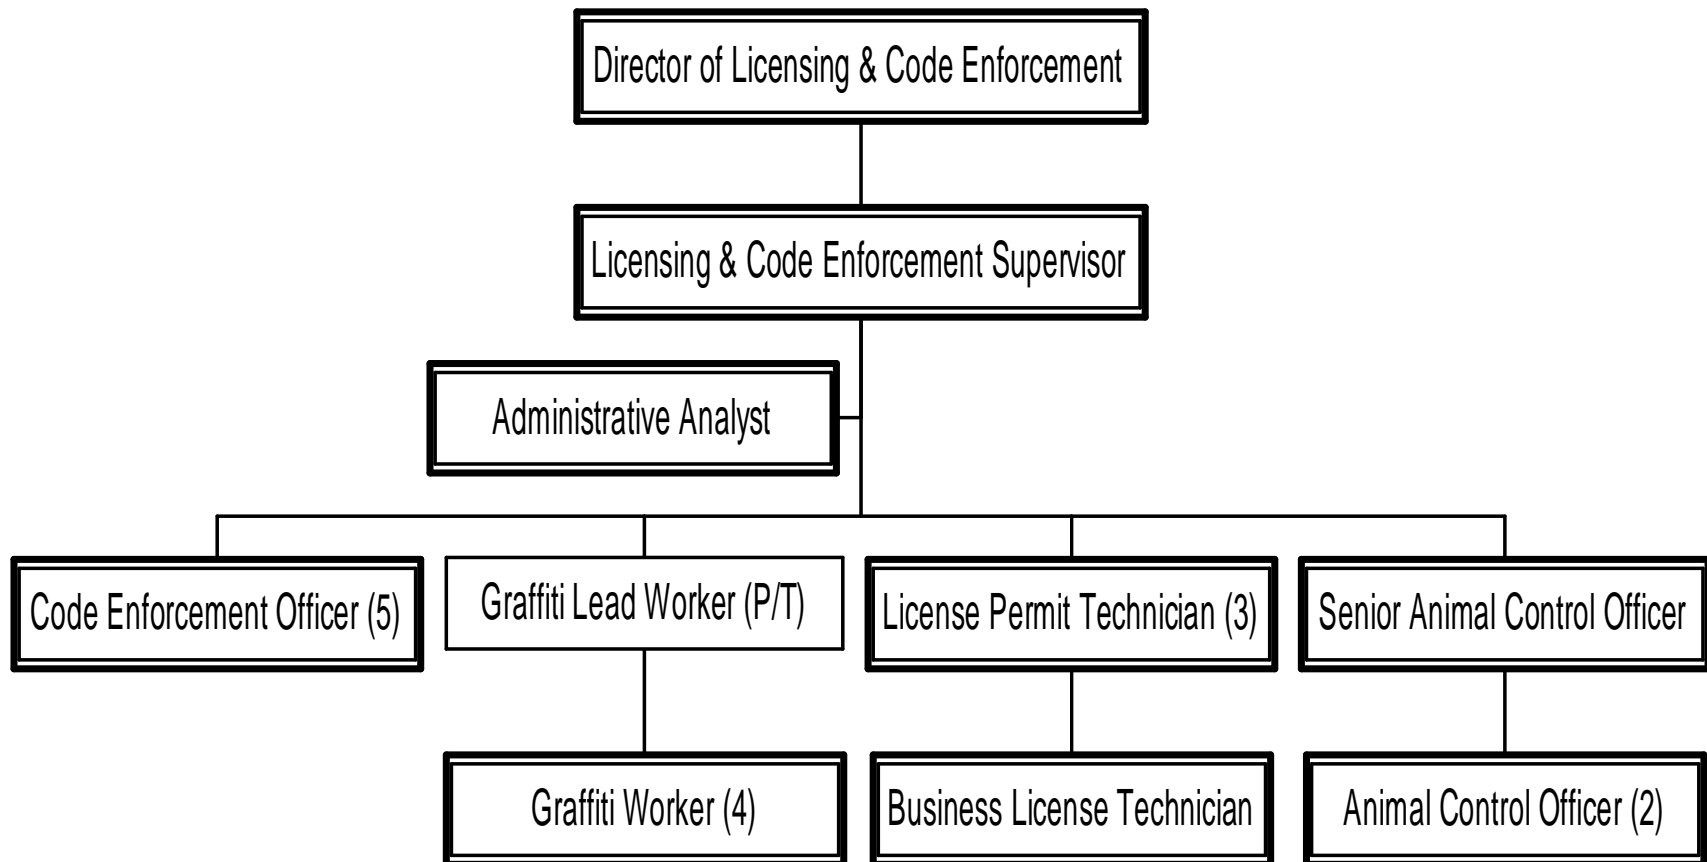 Director of Licensing & Code Enforcement
Licensing & Code Enforcement Supervisor
Administrative Analyst
Code Enforcement Officer (5)
Graffiti Lead Worker (P/T)
License Permit Technician (3)
Senior Animal Control Officer
Graffiti Worker (4)
Business License Technician
Animal Control Officer (2)